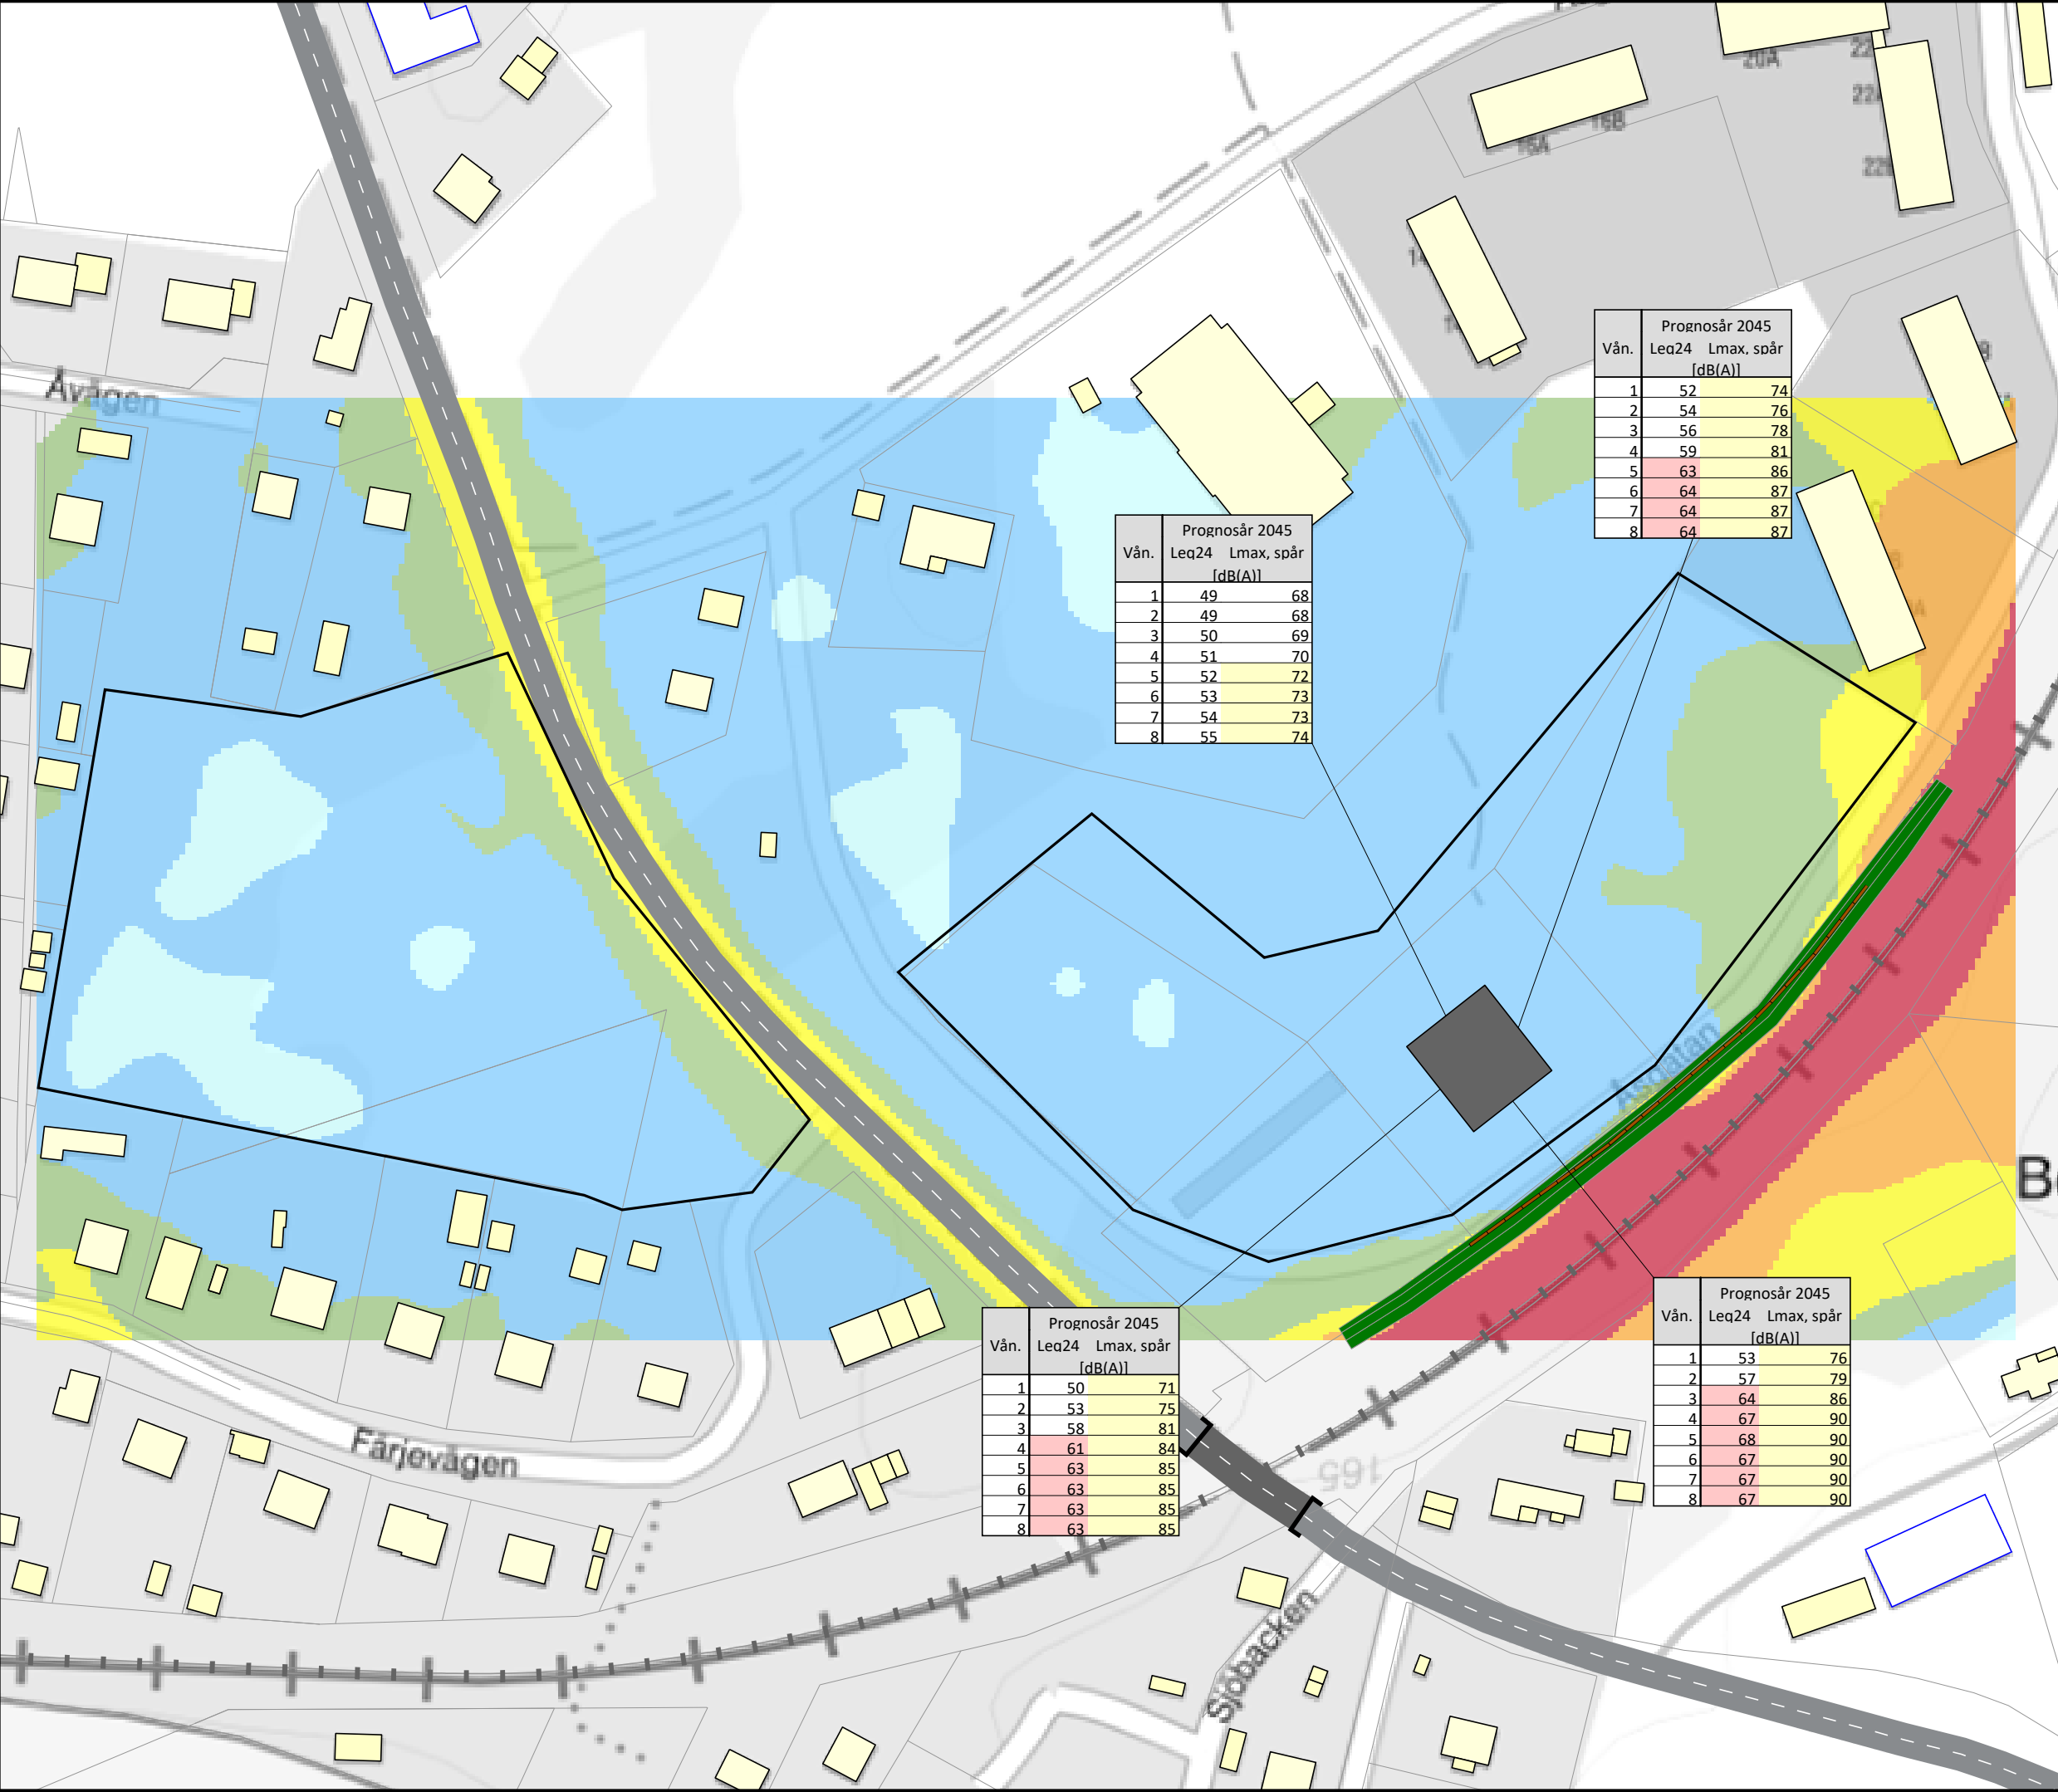 20A
22
22A
16B
16A
22B
14
14
Åvägen
Prognosår 2045
Vån. Leq24 Lmax, spår
[dB(A)]
1 52 74
2 54 76
3 56 78
4 59 81
5 63 86
6 64 87
7 64 87
8 64 87
Prognosår 2045
Vån. Leq24 Lmax, spår
[dB(A)]
1 49 68
2 49 68
3 50 69
4 51 70
5 52 72
6 53 73
7 54 73
8 55 74
Åsgatan
Prognosår 2045
Vån. Leq24 Lmax, spår
[dB(A)]
1 53 76
2 57 79
3 64 86
4 67 90
5 68 90
6 67 90
7 67 90
8 67 90
Prognosår 2045
Vån. Leq24 Lmax, spår
[dB(A)]
1 50 71
2 53 75
3 58 81
4 61 84
5 63 85
6 63 85
7 63 85
8 63 85
Färjevägen
165
Sjöbacken